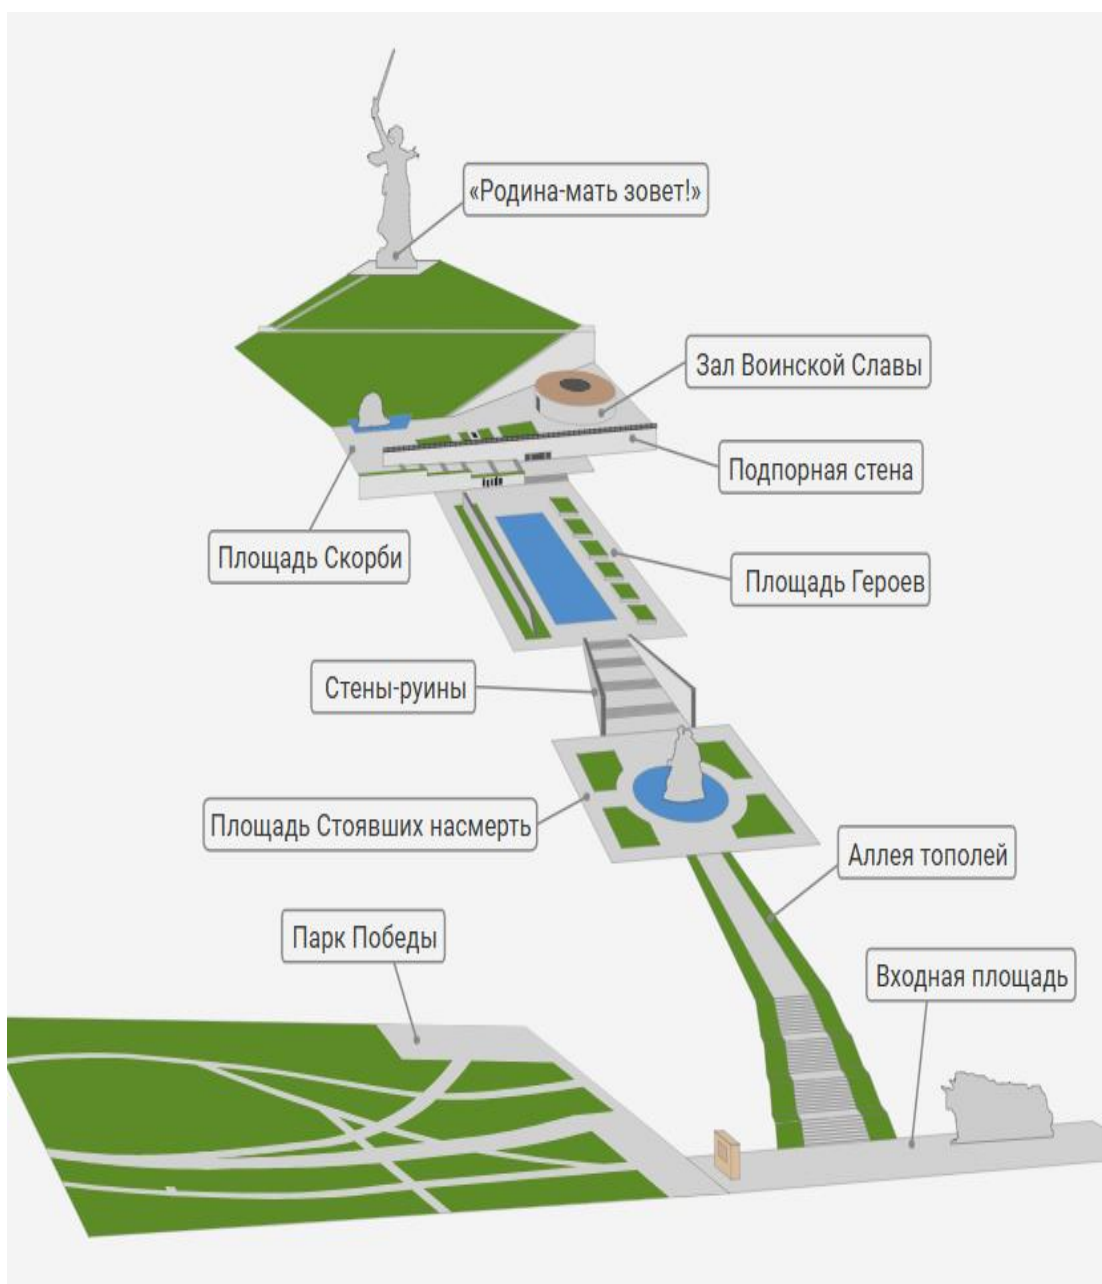 «Родина-мать зовет!»
Зал Воинской Славы
Подпорная стена
Площадь Скорби
Площадь Героев
Стены-руины
Площадь Стоявших насмерть
Аллея тополей
Парк Победы
Входная площадь